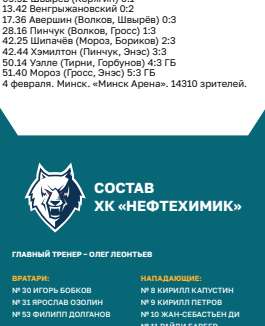 13.42 Венгрыжановский 0:2
17.36 Авершин (Волков, Швырёв) 0:3
28.16 Пинчук (Волков, Гросс) 1:3
42.25 Шипачёв (Мороз, Бориков) 2:3
42.44 Хэмилтон (Пинчук, Энэс) 3:3
50.14 Уэлле (Тирни, Горбунов) 4:3 ГБ
51.40 Мороз (Гросс, Энэс) 5:3 ГБ
4 февраля. Минск. «Минск Арена». 14310 зрителей.
СОСТАВ
ХК «НЕФТЕХИМИК»
ГЛАВНЫЙ ТРЕНЕР – ОЛЕГ ЛЕОНТЬЕВ
ВРАТАРИ:
№ 30 ИГОРЬ БОБКОВ
№ 31 ЯРОСЛАВ ОЗОЛИН
№ 53 ФИЛИПП ДОЛГАНОВ
НАПАДАЮЩИЕ:
№ 8 КИРИЛЛ КАПУСТИН
№ 9 КИРИЛЛ ПЕТРОВ
№ 10 ЖАН-СЕБАСТЬЕН ДИ